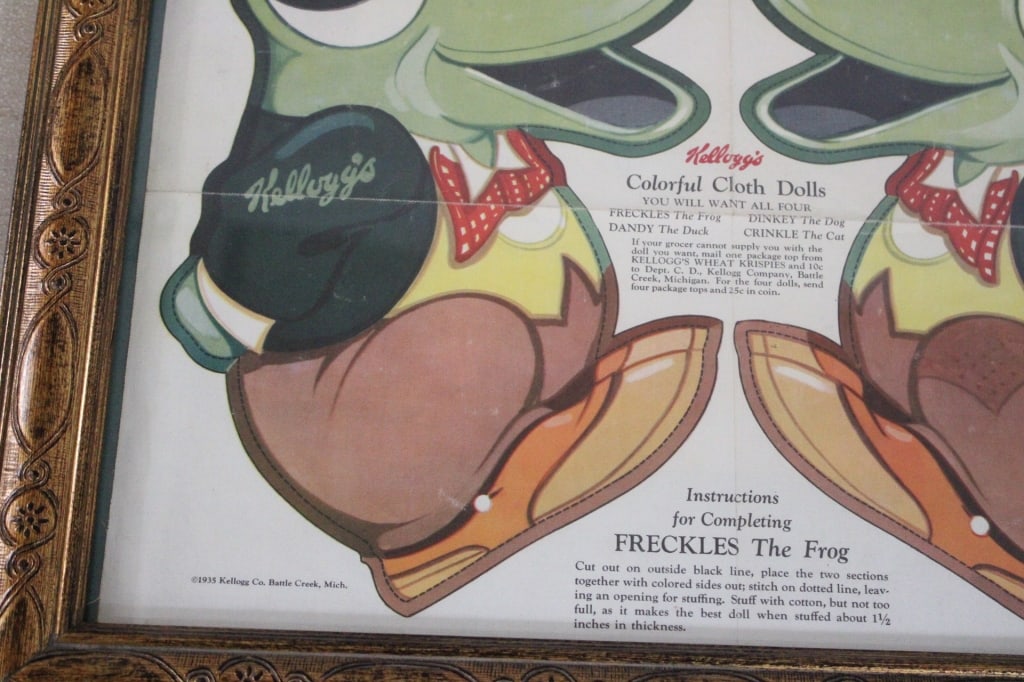 Kellogg's
Kellogg's
Colorful Cloth Dolls
YOU WILL WANT ALL FOUR
FRECKLES The Frog DINKEY The Dog
DANDY The Duck CRINKLE The Cat
If your grocer cannot supply you with the
doll you want, mail one package top from
KELLOGG'S WHEAT KRISPIES and 10c
to Dept. C. D., Kellogg Company, Battle
Creek, Michigan. For the four dolls, send
four package tops and 25c in coin.
Instructions
for Completing
FRECKLES The Frog
Cut out on outside black line, place the two sections
together with colored sides out; stitch on dotted line, leav-
ing an opening for stuffing. Stuff with cotton, but not too
full, as it makes the best doll when stuffed about 1½
inches in thickness.
©1935 Kellogg Co. Battle Creek, Mich.